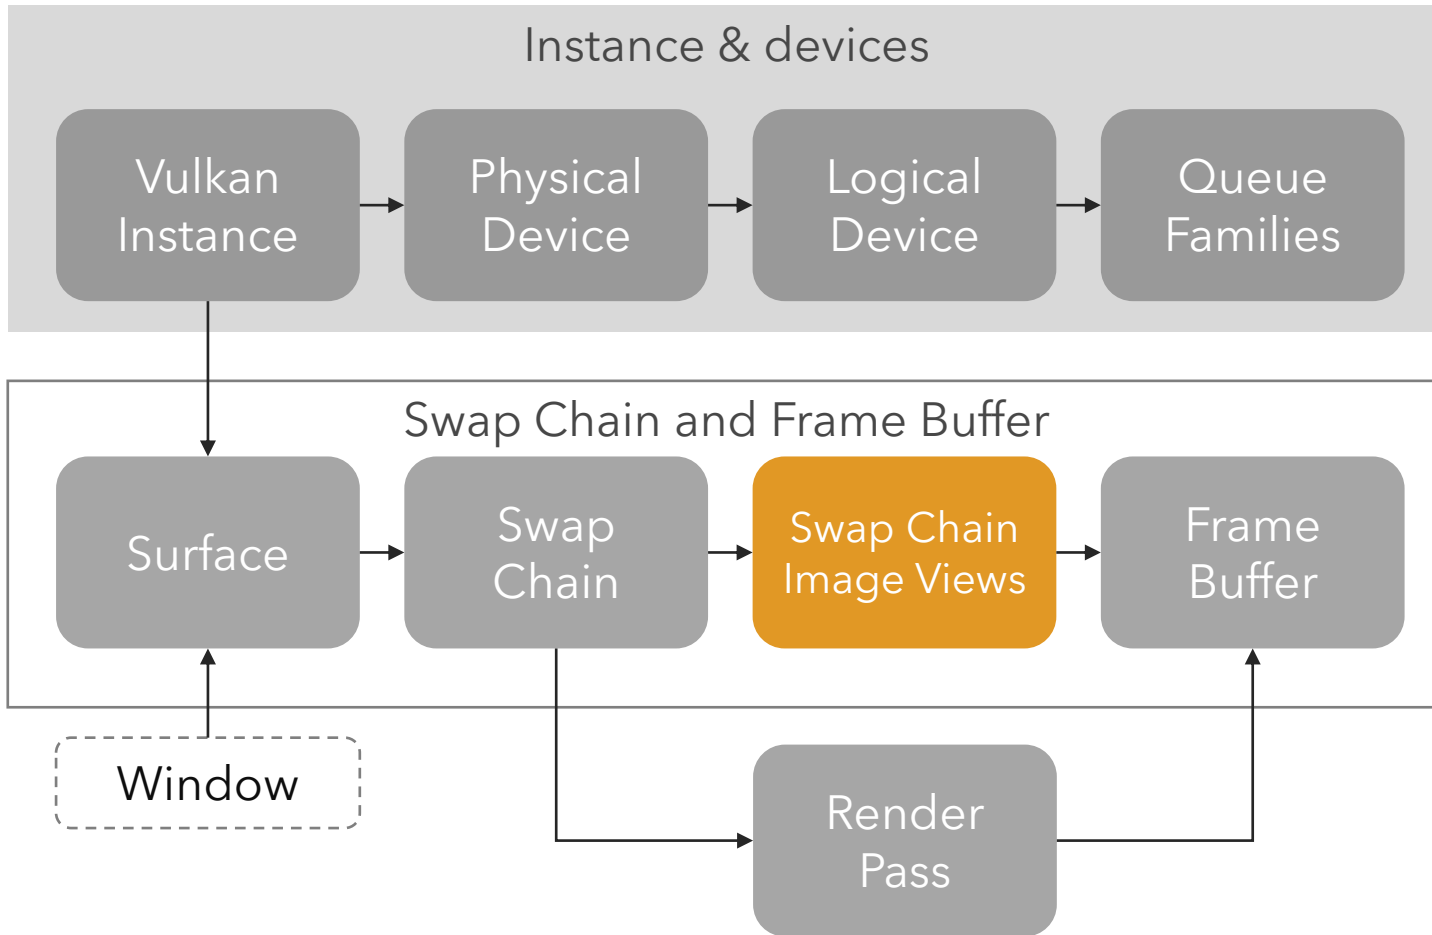 Instance & devices
Vulkan
Instance
Physical
Device
Logical
Device
Queue
Families
Swap Chain and Frame Buffer
Surface
Swap
Chain
Swap Chain
Image Views
Frame
Buffer
Window
Render
Pass